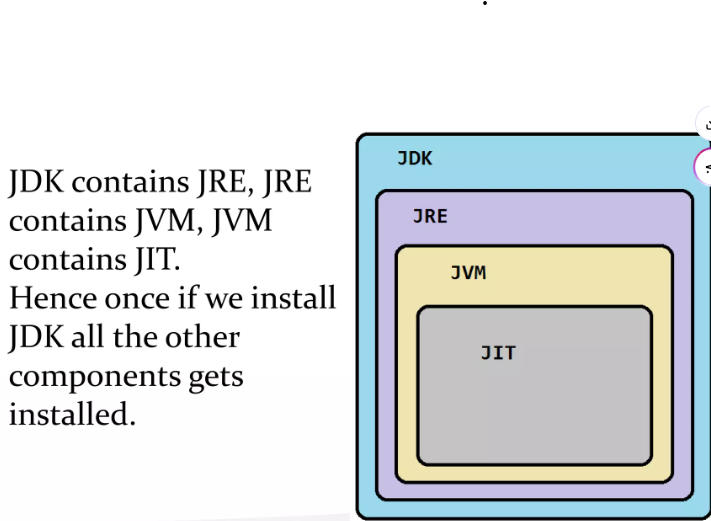 JDK contains JRE, JRE
contains JVM, JVM
contains JIT.
Hence once if we install
JDK all the other
components gets
installed.
JDK
JRE
JVM
JIT